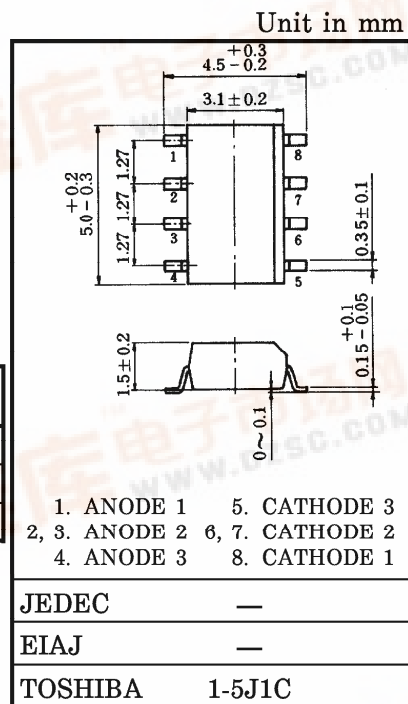 Unit in mm
+0.3
4.5 - 0.2
3.1 ± 0.2
1 8
2 7
3 6
4 5
1.27
1.27
1.27
+0.2
5.0 - 0.3
0.35 ± 0.1
+0.1
0.15 - 0.05
1.5 ± 0.2
0 ~ 0.1
1. ANODE 1 5. CATHODE 3
2, 3. ANODE 2 6, 7. CATHODE 2
4. ANODE 3 8. CATHODE 1
JEDEC —
EIAJ —
TOSHIBA 1-5J1C
WWW.DZSC.COM